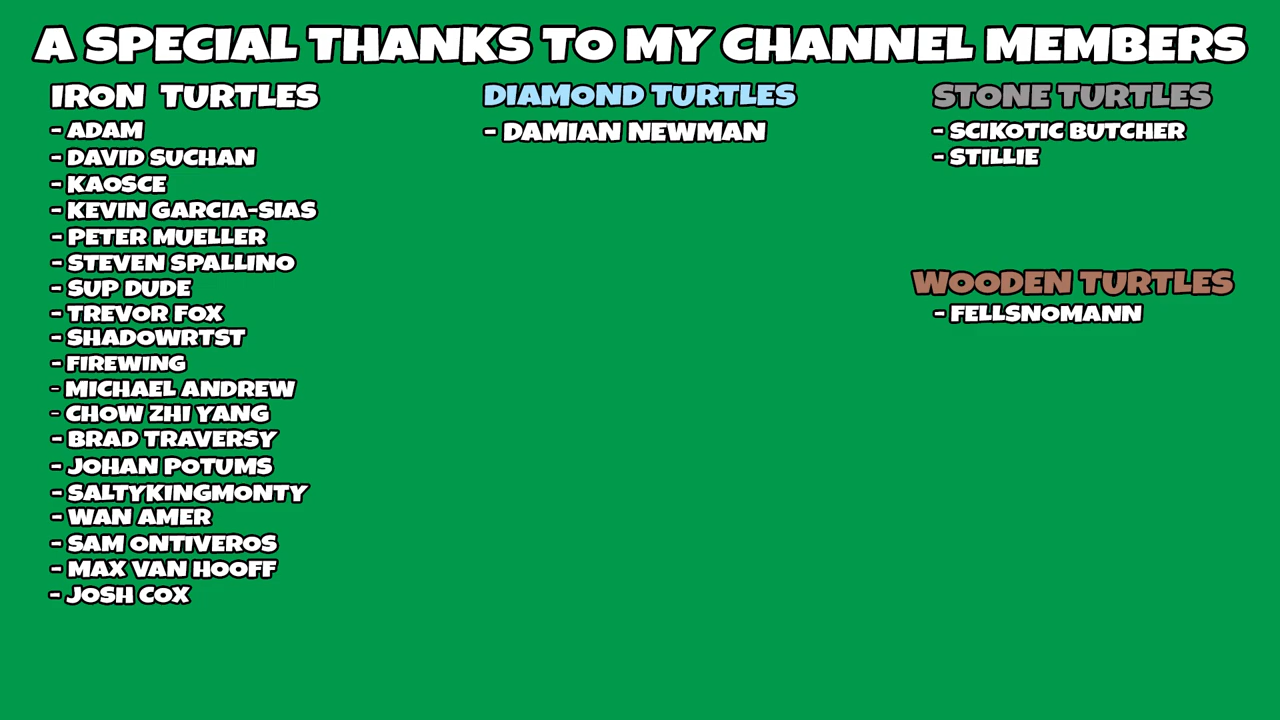 A SPECIAL THANKS TO MY CHANNEL MEMBERS
IRON TURTLES
- ADAM
- DAVID SUCHAN
- KAOSCE
- KEVIN GARCIA-SIAS
- PETER MUELLER
- STEVEN SPALLINO
- SUP DUDE
- TREVOR FOX
- SHADOWRTST
- FIREWING
- MICHAEL ANDREW
- CHOW ZHI YANG
- BRAD TRAVERSY
- JOHAN POTUMS
- SALTYKINGMONTY
- WAN AMER
- SAM ONTIVEROS
- MAX VAN HOOFF
- JOSH COX
DIAMOND TURTLES
- DAMIAN NEWMAN
STONE TURTLES
- SCIKOTIC BUTCHER
- STILLIE
WOODEN TURTLES
- FELLSNOMANN